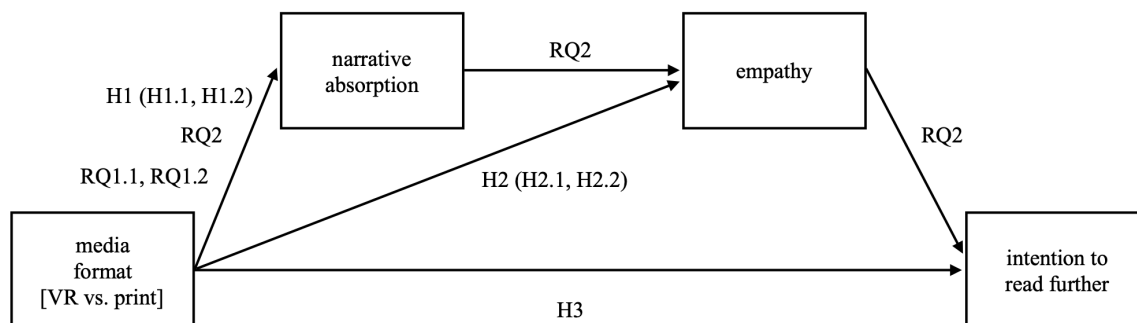 narrative
absorption
RQ2
empathy
H1 (H1.1, H1.2)
RQ2
RQ1.1, RQ1.2
RQ2
H2 (H2.1, H2.2)
media
format
[VR vs. print]
intention to
read further
H3